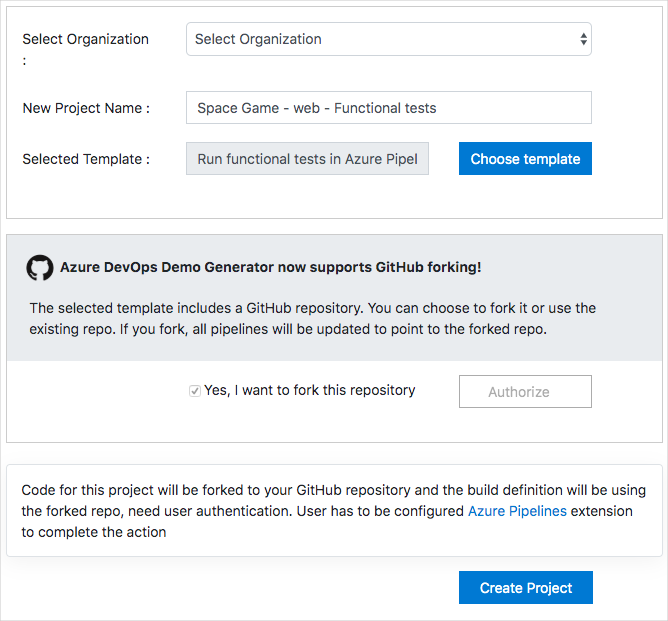 Select Organization
:
Select Organization
New Project Name :
Space Game - web - Functional tests
Selected Template :
Run functional tests in Azure Pipel
Choose template
Azure DevOps Demo Generator now supports GitHub forking!
The selected template includes a GitHub repository. You can choose to fork it or use the
existing repo. If you fork, all pipelines will be updated to point to the forked repo.
Yes, I want to fork this repository
Authorize
Code for this project will be forked to your GitHub repository and the build definition will be using
the forked repo, need user authentication. User has to be configured Azure Pipelines extension
to complete the action
Create Project